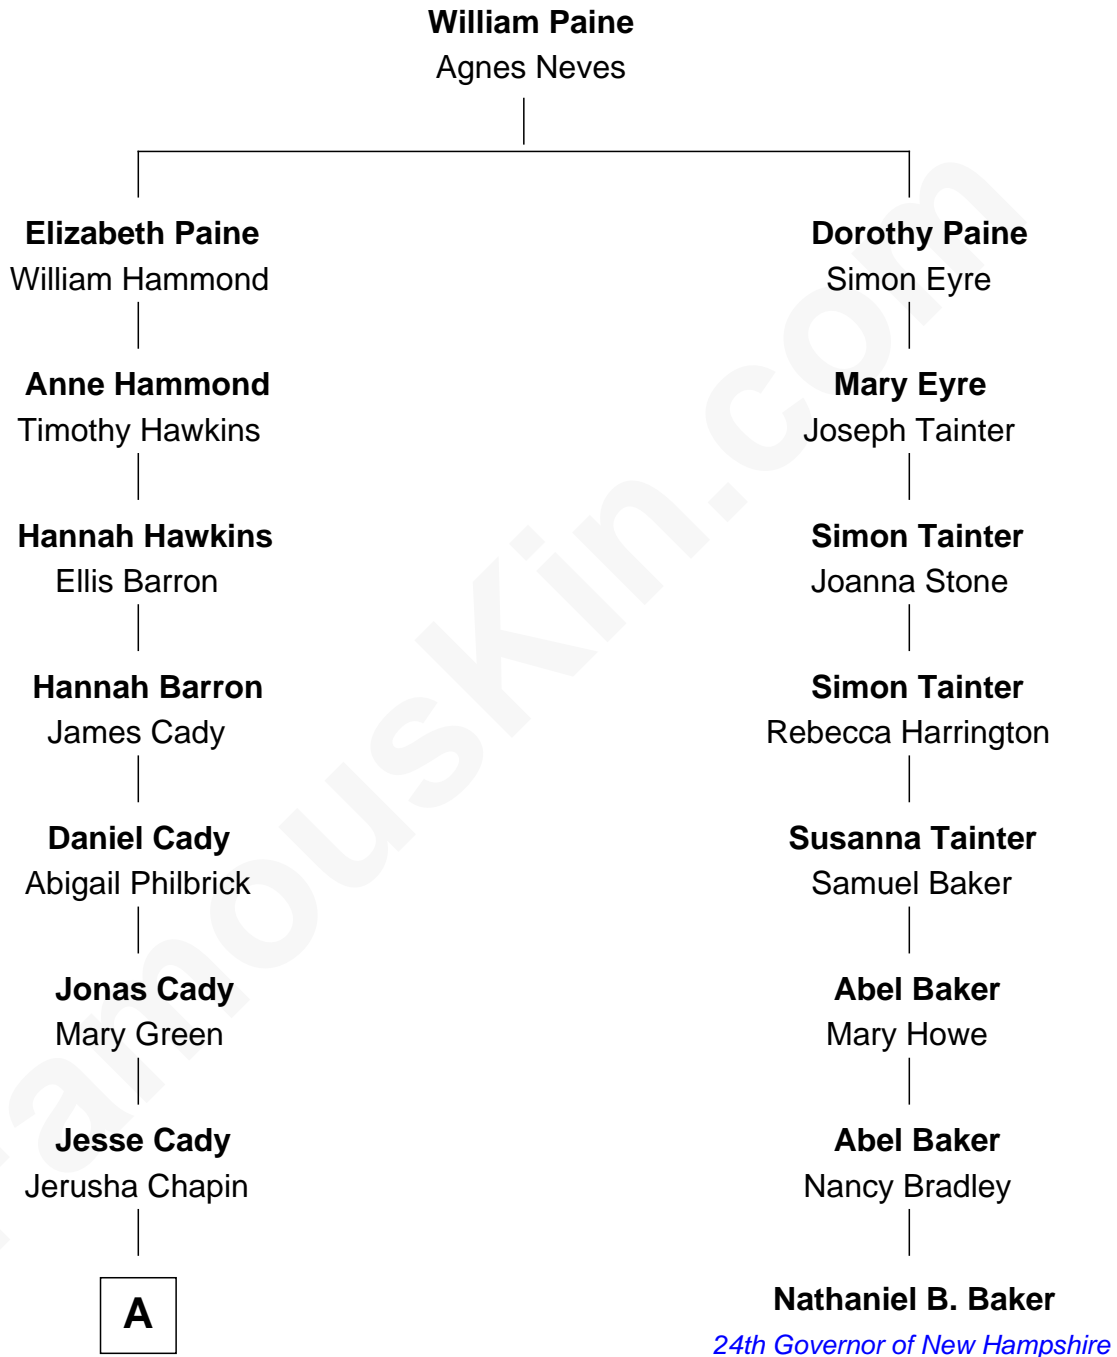 William Paine
Agnes Neves
Elizabeth Paine
William Hammond
Dorothy Paine
Simon Eyre
Anne Hammond
Timothy Hawkins
Mary Eyre
Joseph Tainter
Hannah Hawkins
Ellis Barron
Simon Tainter
Joanna Stone
Hannah Barron
James Cady
Simon Tainter
Rebecca Harrington
Daniel Cady
Abigail Philbrick
Susanna Tainter
Samuel Baker
Jonas Cady
Mary Green
Abel Baker
Mary Howe
Jesse Cady
Jerusha Chapin
Abel Baker
Nancy Bradley
A
Nathaniel B. Baker
24th Governor of New Hampshire
FamousKin.com